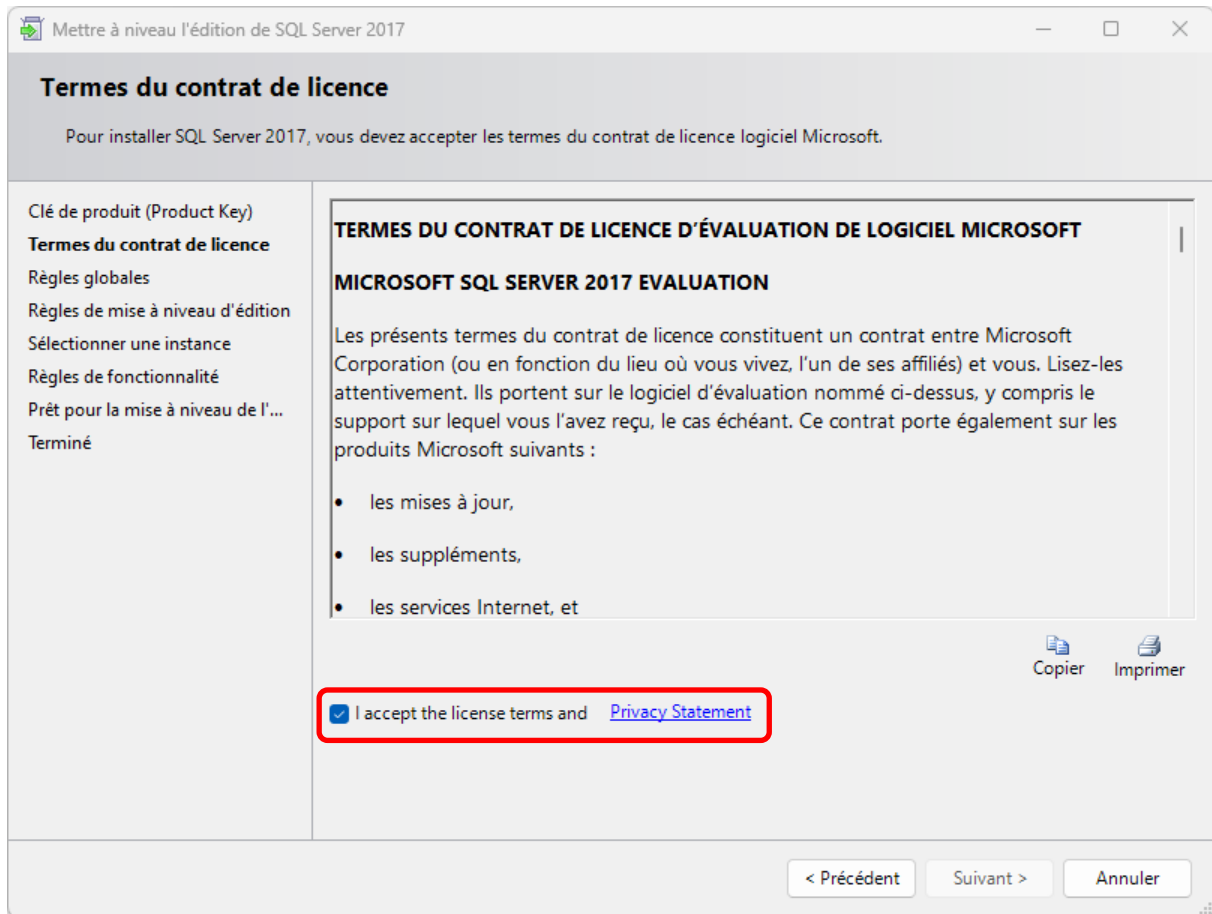 Mettre à niveau l'édition de SQL Server 2017
Termes du contrat de licence
Pour installer SQL Server 2017, vous devez accepter les termes du contrat de licence logiciel Microsoft.
Clé de produit (Product Key)
Termes du contrat de licence
Règles globales
Règles de mise à niveau d'édition
Sélectionner une instance
Règles de fonctionnalité
Prêt pour la mise à niveau de l'...
Terminé
TERMES DU CONTRAT DE LICENCE D’ÉVALUATION DE LOGICIEL MICROSOFT
MICROSOFT SQL SERVER 2017 EVALUATION
Les présents termes du contrat de licence constituent un contrat entre Microsoft
Corporation (ou en fonction du lieu où vous vivez, l’un de ses affiliés) et vous. Lisez-les
attentivement. Ils portent sur le logiciel d’évaluation nommé ci-dessus, y compris le
support sur lequel vous l’avez reçu, le cas échéant. Ce contrat porte également sur les
produits Microsoft suivants :
• les mises à jour,
• les suppléments,
• les services Internet, et
Copier Imprimer
I accept the license terms and Privacy Statement
< Précédent Suivant > Annuler